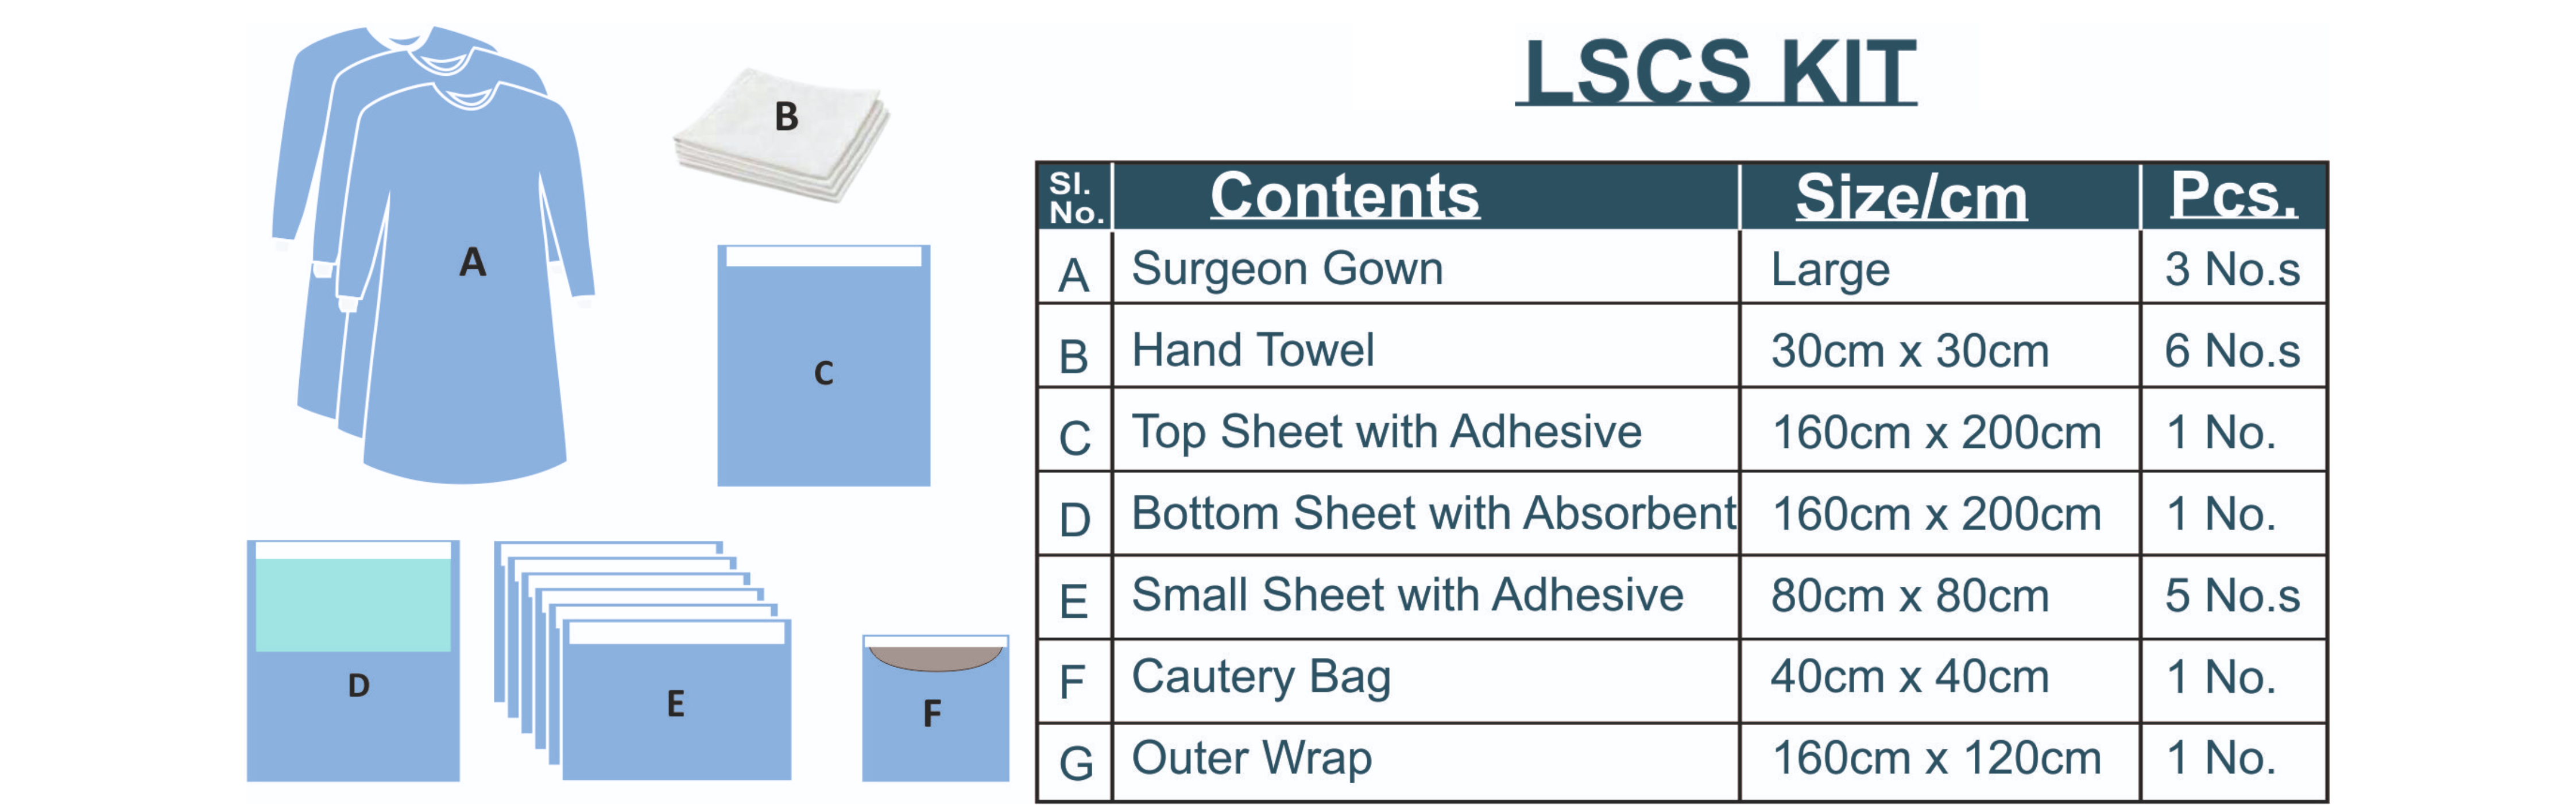 LSCS KIT
A
B
C
D
E
F
Sl. No. Contents Size/cm Pcs.
A Surgeon Gown Large 3 No.s
B Hand Towel 30cm x 30cm 6 No.s
C Top Sheet with Adhesive 160cm x 200cm 1 No.
D Bottom Sheet with Absorbent 160cm x 200cm 1 No.
E Small Sheet with Adhesive 80cm x 80cm 5 No.s
F Cautery Bag 40cm x 40cm 1 No.
G Outer Wrap 160cm x 120cm 1 No.